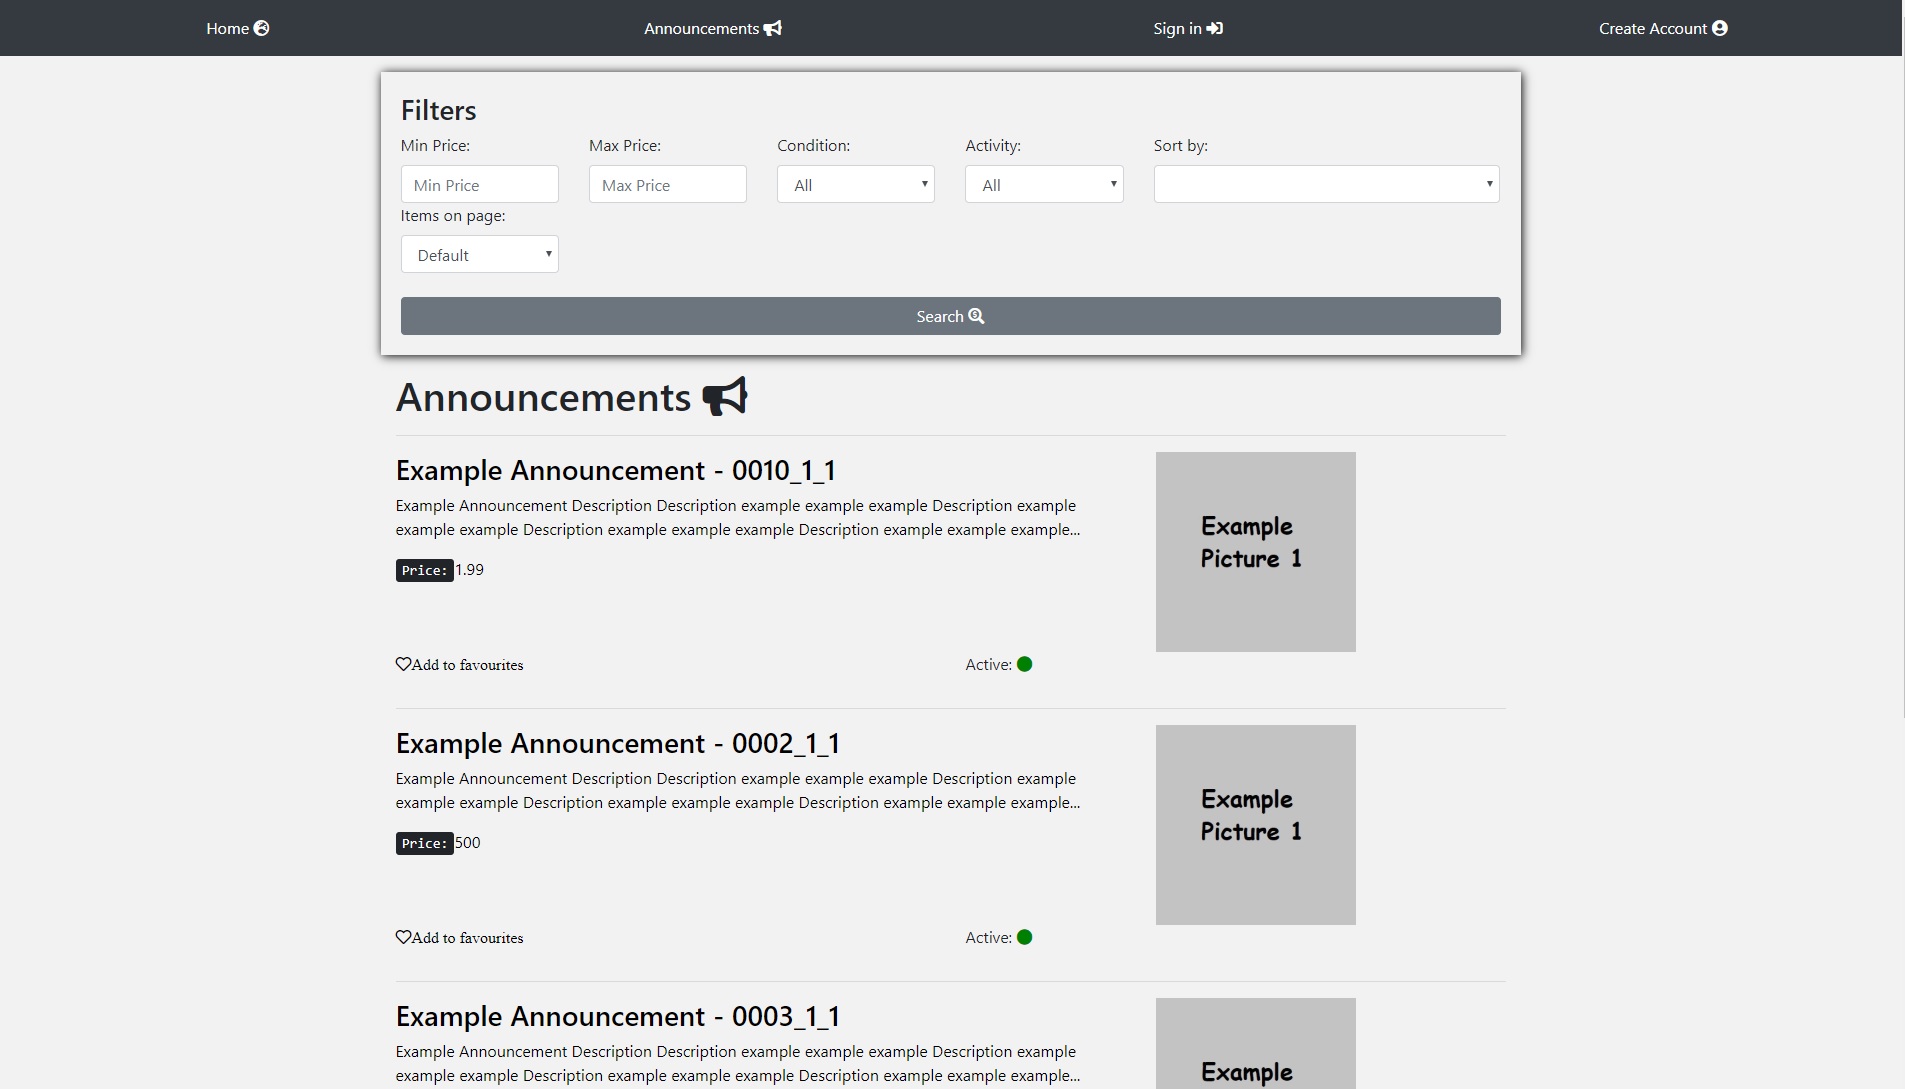 Home
Announcements
Sign in
Create Account
Filters
Min Price:
Max Price:
Condition:
Activity:
Sort by:
Min Price
Max Price
All
All
Items on page:
Default
Search
Announcements
Example Announcement - 0010_1_1
Example Announcement Description Description example example example Description example
example example Description example example example Description example example example...
Price: 1.99
Example
Picture 1
Add to favourites
Active:
Example Announcement - 0002_1_1
Example Announcement Description Description example example example Description example
example example Description example example example Description example example example...
Price: 500
Example
Picture 1
Add to favourites
Active:
Example Announcement - 0003_1_1
Example Announcement Description Description example example example Description example
example example Description example example example Description example example example...
Example